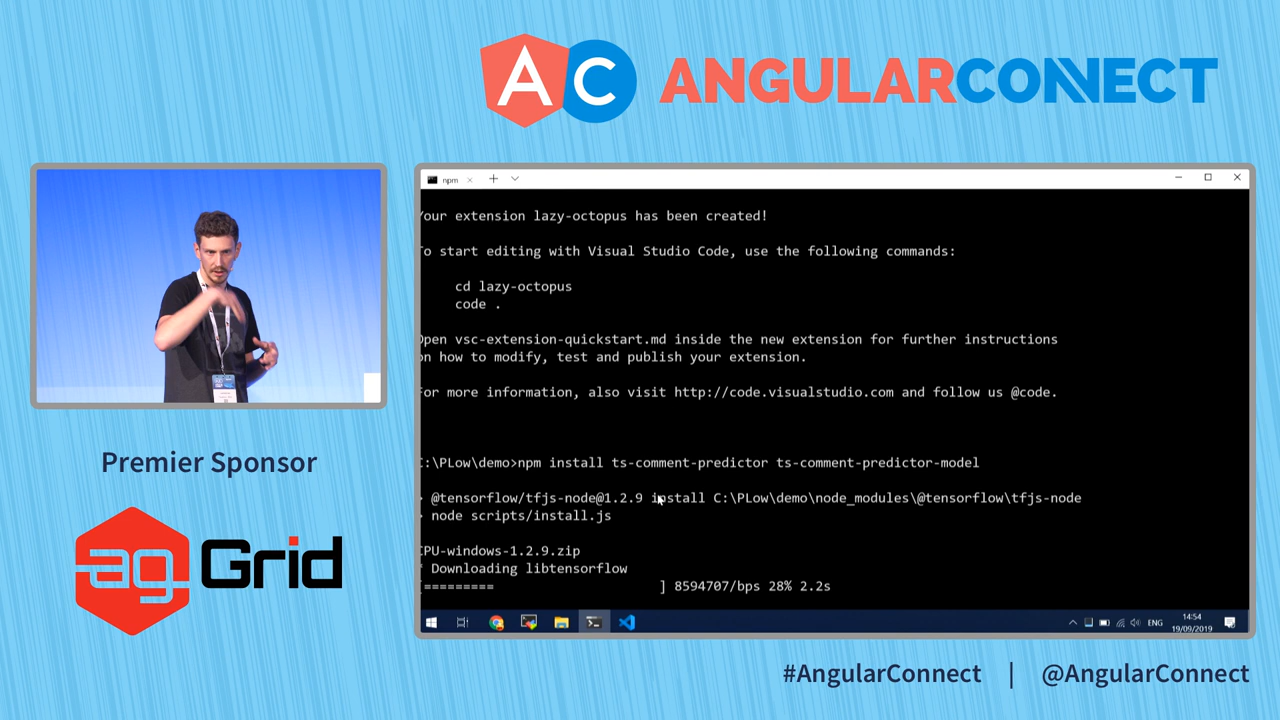 AC ANGULARCONNECT
npm
Your extension lazy-octopus has been created!
To start editing with Visual Studio Code, use the following commands:
cd lazy-octopus
code .
Open vsc-extension-quickstart.md inside the new extension for further instructions
on how to modify, test and publish your extension.
For more information, also visit http://code.visualstudio.com and follow us @code.
C:\PLow\demo>npm install ts-comment-predictor ts-comment-predictor-model
> @tensorflow/tfjs-node@1.2.9 install C:\PLow\demo\node_modules\@tensorflow\tfjs-node
> node scripts/install.js
CPU-windows-1.2.9.zip
* Downloading libtensorflow
[========= ] 8594707/bps 28% 2.2s
ENG
14:54
19/09/2019
Premier Sponsor
ag Grid
#AngularConnect | @AngularConnect